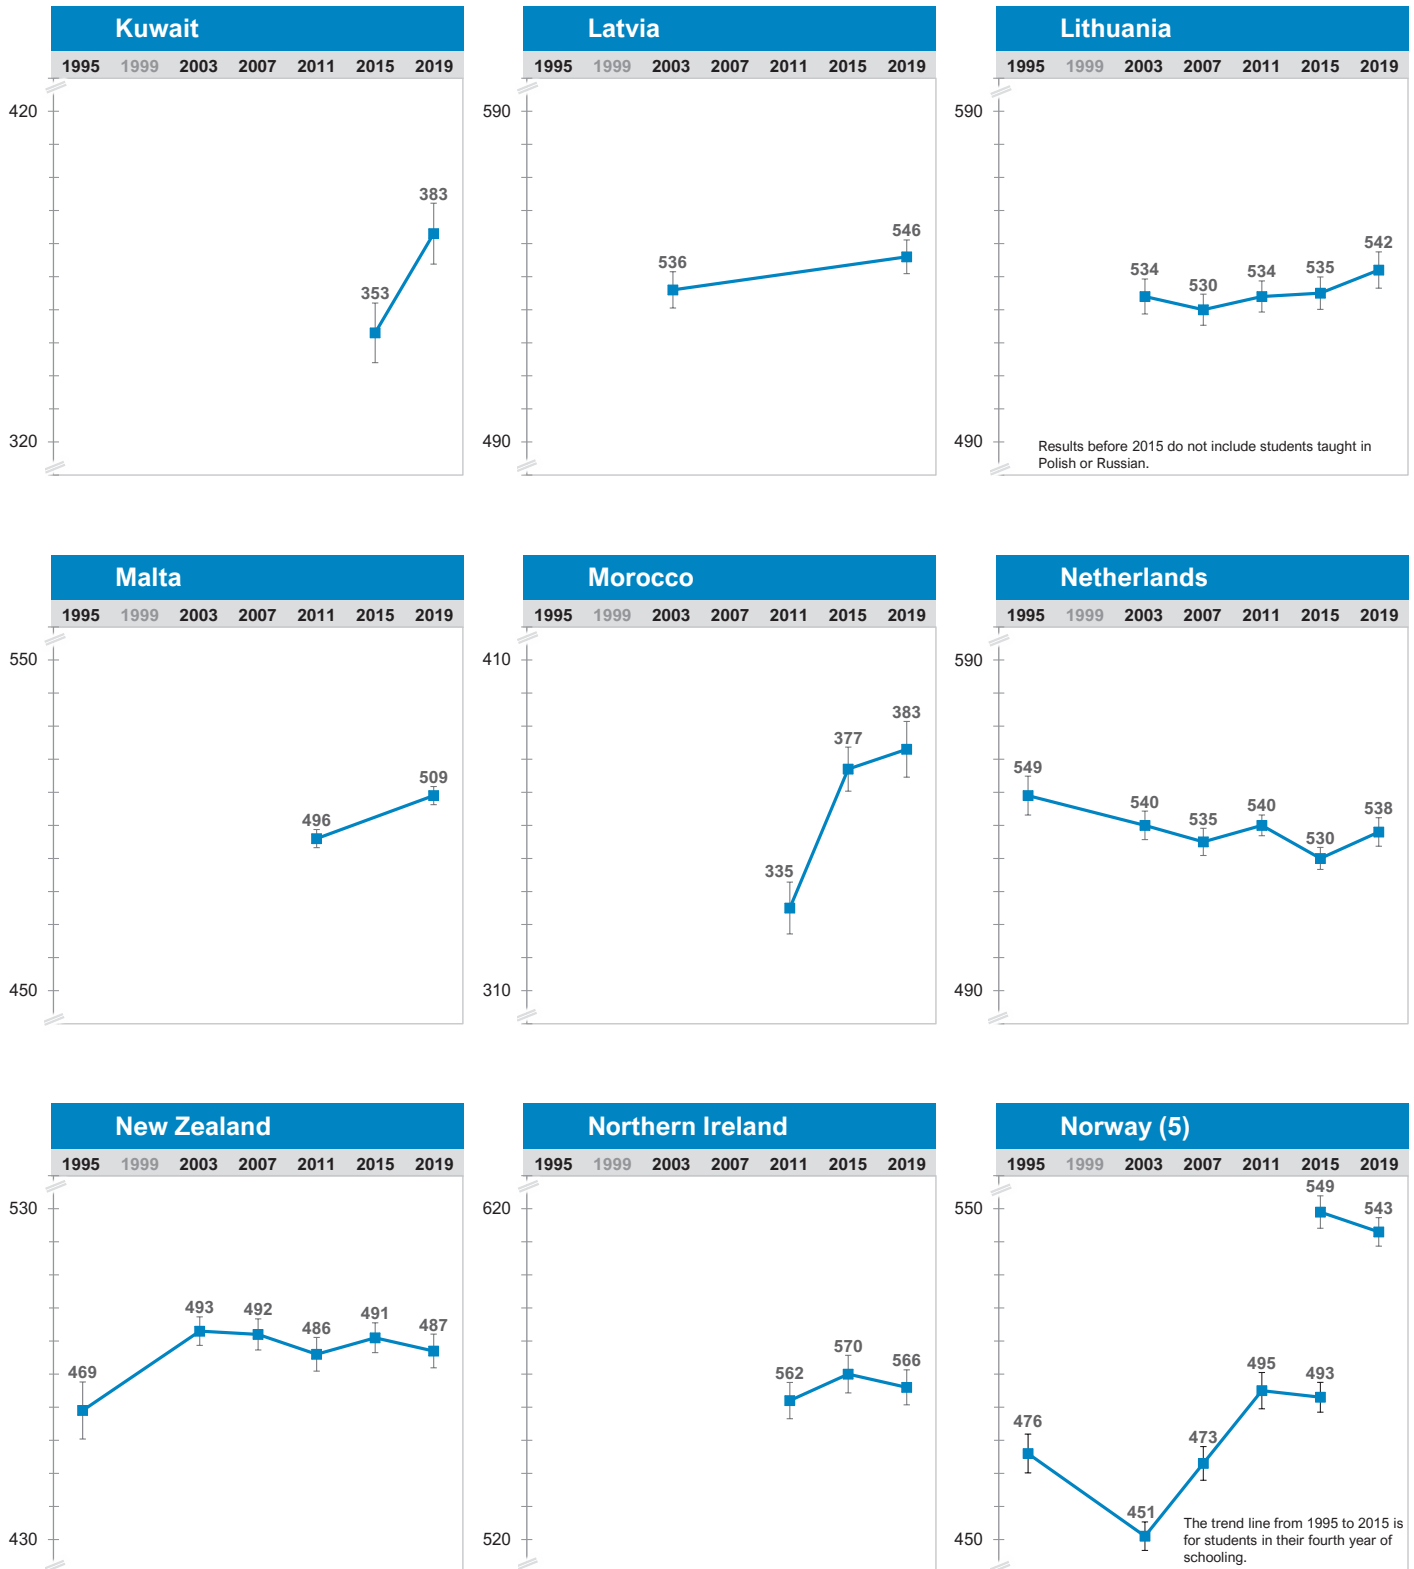 Kuwait
1995 1999 2003 2007 2011 2015 2019
420
383
353
320
Latvia
1995 1999 2003 2007 2011 2015 2019
590
546
536
490
Lithuania
1995 1999 2003 2007 2011 2015 2019
590
534 530 534 535 542
490
Results before 2015 do not include students taught in
Polish or Russian.
Malta
1995 1999 2003 2007 2011 2015 2019
550
509
496
450
Morocco
1995 1999 2003 2007 2011 2015 2019
410
383
377
335
310
Netherlands
1995 1999 2003 2007 2011 2015 2019
590
549 540 535 540 530 538
490
New Zealand
1995 1999 2003 2007 2011 2015 2019
530
469 493 492 486 491 487
430
Northern Ireland
1995 1999 2003 2007 2011 2015 2019
620
562 570 566
520
Norway (5)
1995 1999 2003 2007 2011 2015 2019
549 543
550
476 451 473 495 493
450
The trend line from 1995 to 2015 is
for students in their fourth year of
schooling.